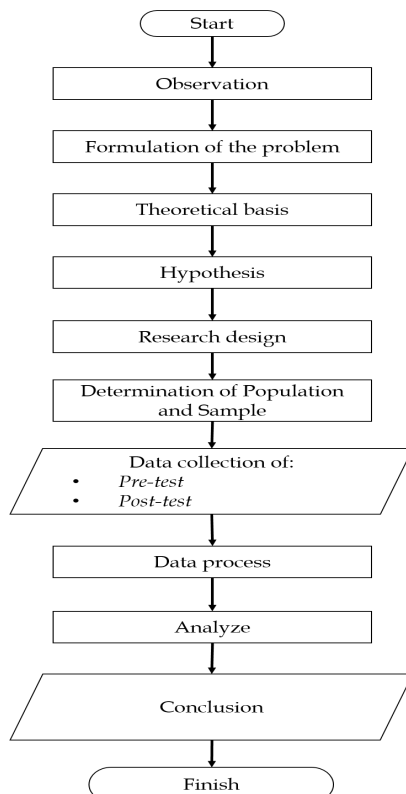 Start
Observation
Formulation of the problem
Theoretical basis
Hypothesis
Research design
Determination of Population
and Sample
Data collection of:
• Pre-test
• Post-test
Data process
Analyze
Conclusion
Finish